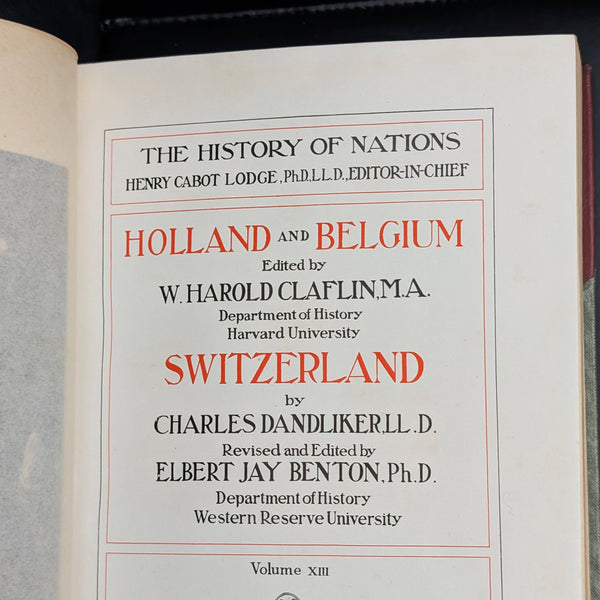 THE HISTORY OF NATIONS
HENRY CABOT LODGE, Ph.D., LL.D., EDITOR-IN-CHIEF
HOLLAND AND BELGIUM
Edited by
W. HAROLD CLAFLIN, M.A.
Department of History
Harvard University
SWITZERLAND
by
CHARLES DANDLIKER, LL.D.
Revised and Edited by
ELBERT JAY BENTON, Ph.D.
Department of History
Western Reserve University
Volume XIII